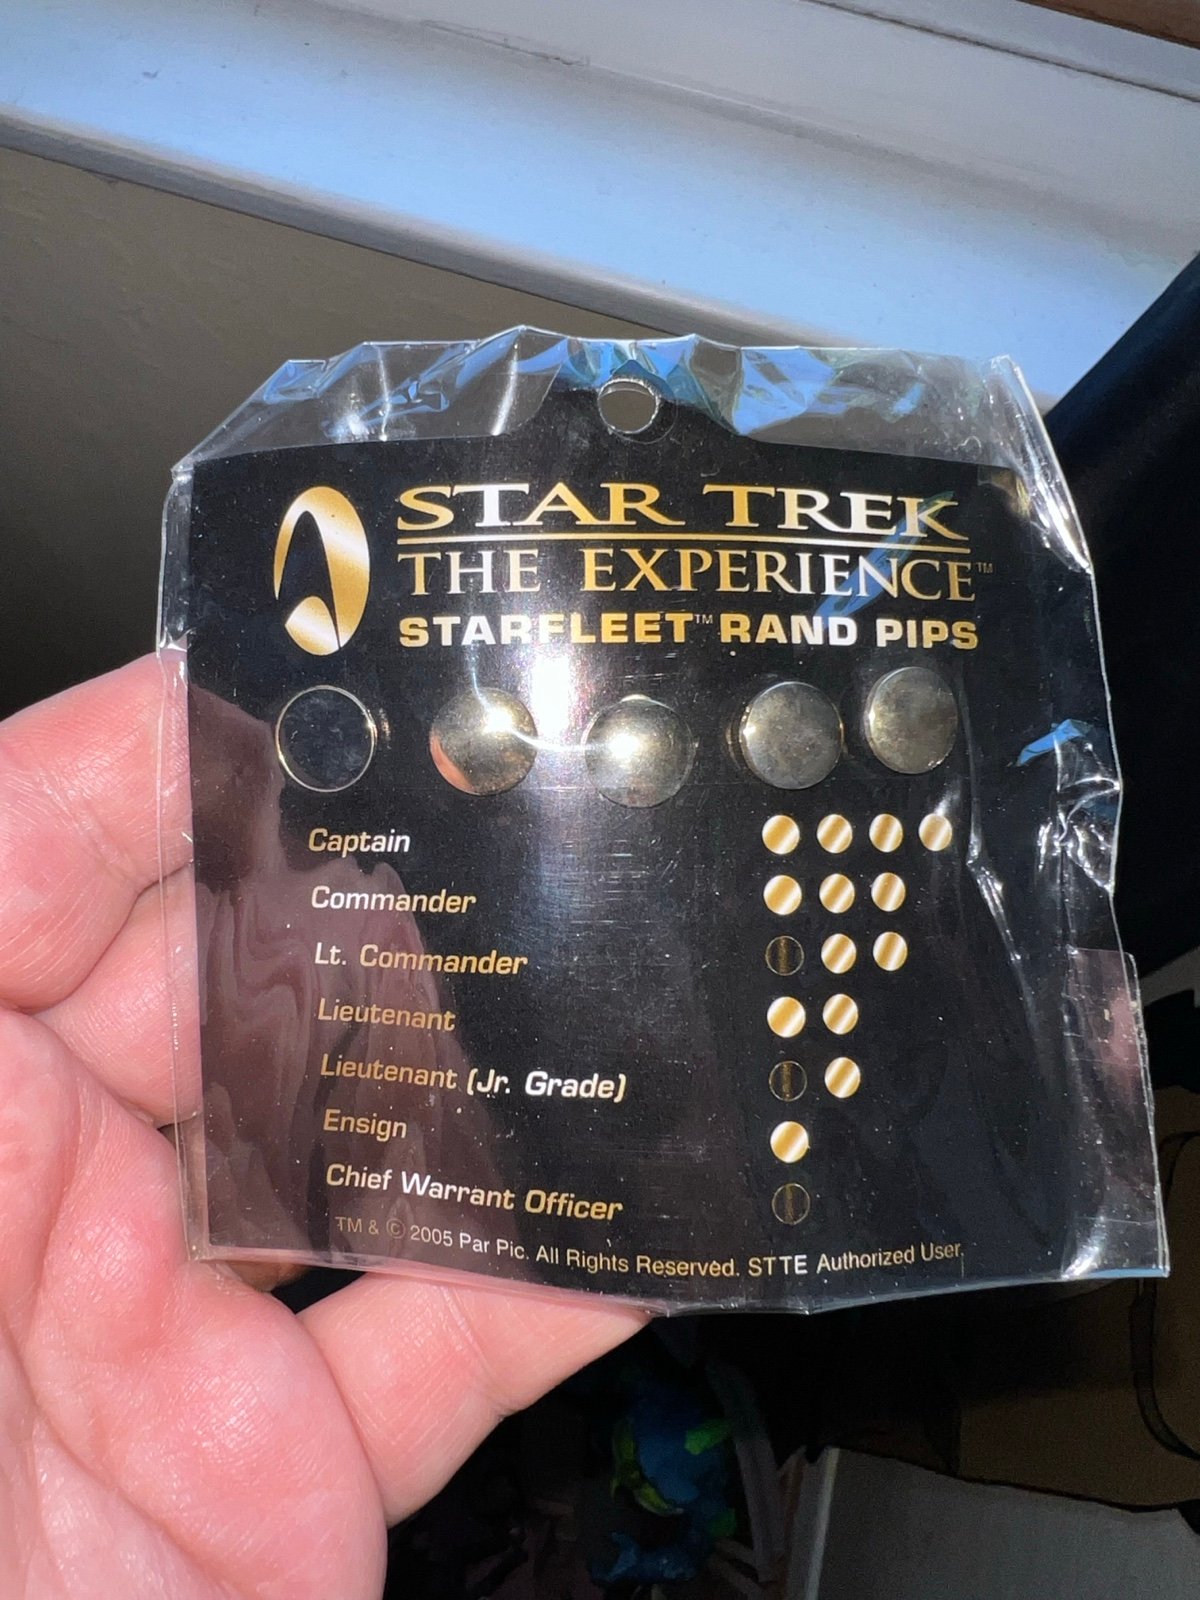 STAR TREK
THE EXPERIENCE™
STARFLEET™ RAND PIPS
Captain
Commander
Lt. Commander
Lieutenant
Lieutenant (Jr. Grade)
Ensign
Chief Warrant Officer
TM & © 2005 Par Pic. All Rights Reserved. STTE Authorized User.